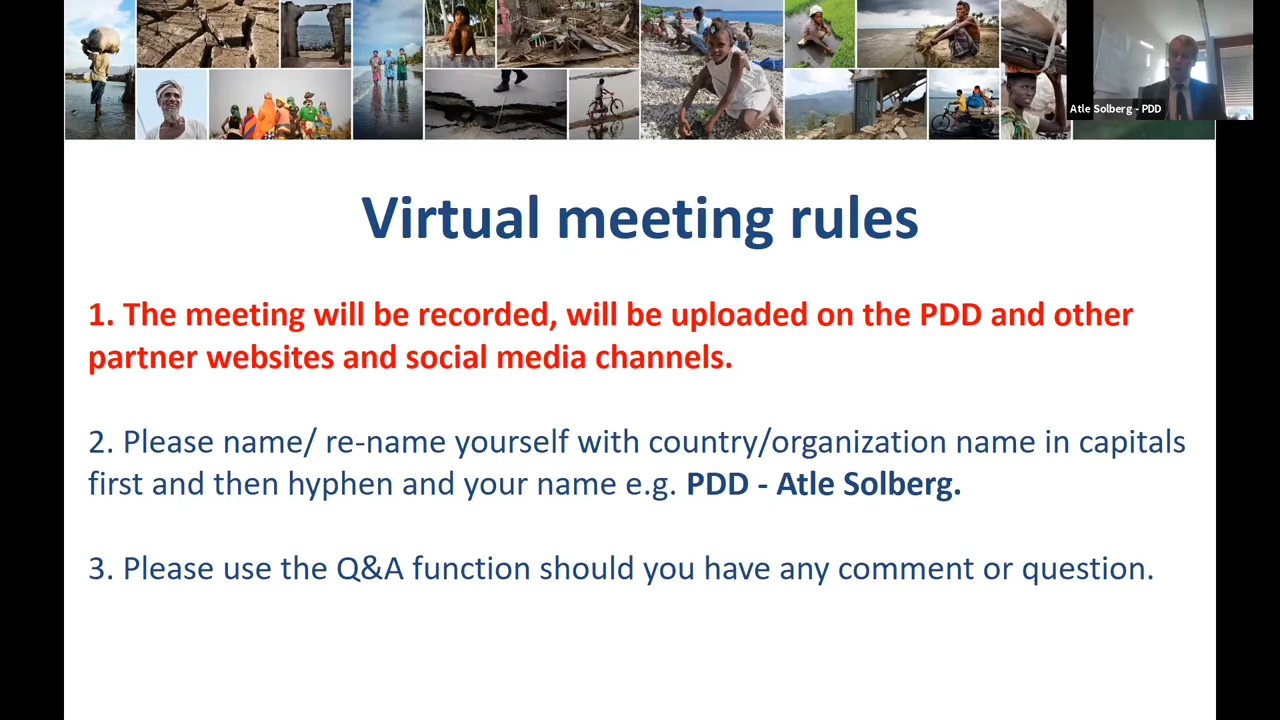 Atle Solberg - PDD
Virtual meeting rules
1. The meeting will be recorded, will be uploaded on the PDD and other
partner websites and social media channels.
2. Please name/ re-name yourself with country/organization name in capitals
first and then hyphen and your name e.g. PDD - Atle Solberg.
3. Please use the Q&A function should you have any comment or question.